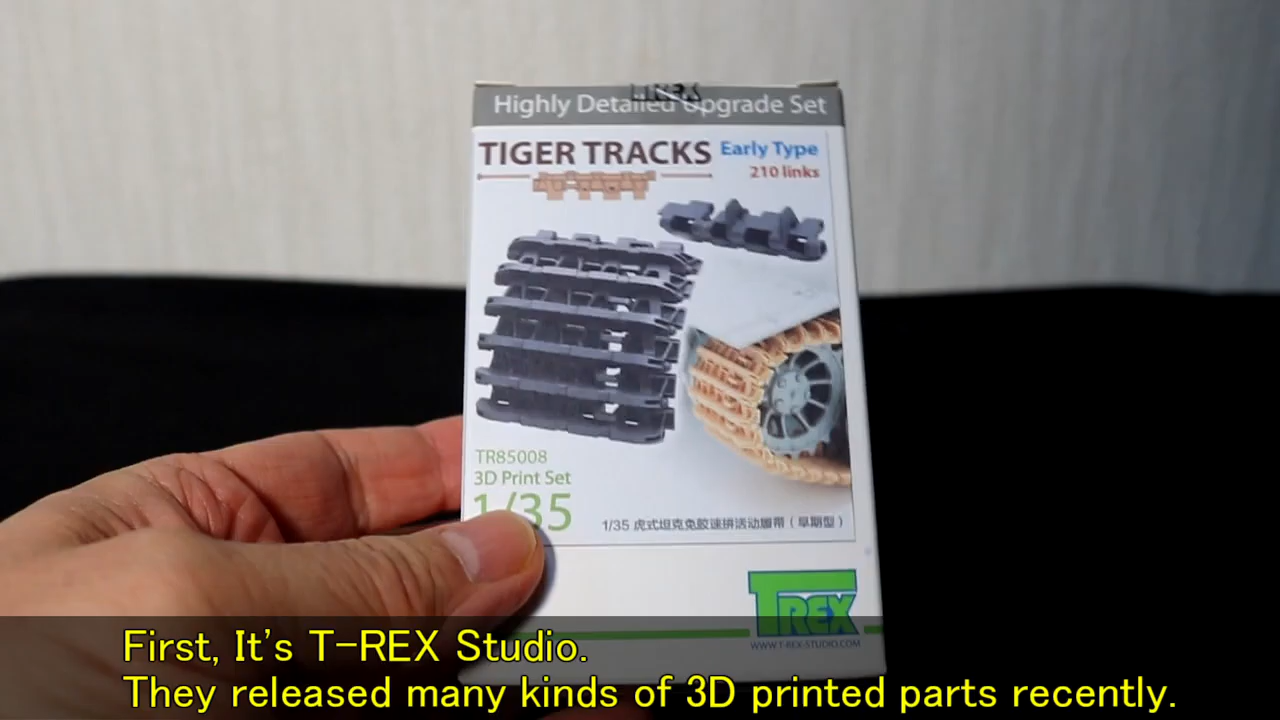 Highly Detailed Upgrade Set
TIGER TRACKS
Early Type
210 links
TR85008
3D Print Set
1/35
1/35 虎式坦克免胶速拼活动履带（早期型）
TREX
WWW.T-REX-STUDIO.COM
First, It's T-REX Studio.
They released many kinds of 3D printed parts recently.